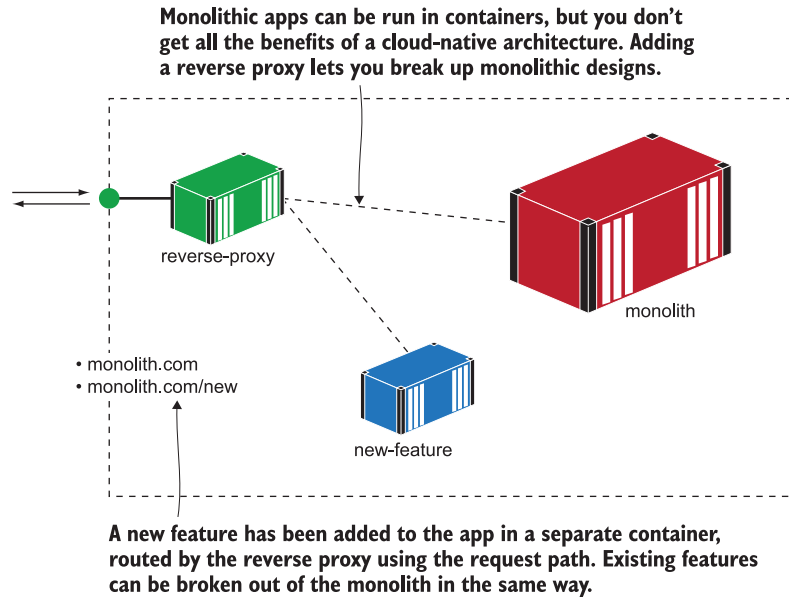 Monolithic apps can be run in containers, but you don’t
get all the benefits of a cloud-native architecture. Adding
a reverse proxy lets you break up monolithic designs.
reverse-proxy
monolith
• monolith.com
• monolith.com/new
new-feature
A new feature has been added to the app in a separate container,
routed by the reverse proxy using the request path. Existing features
can be broken out of the monolith in the same way.